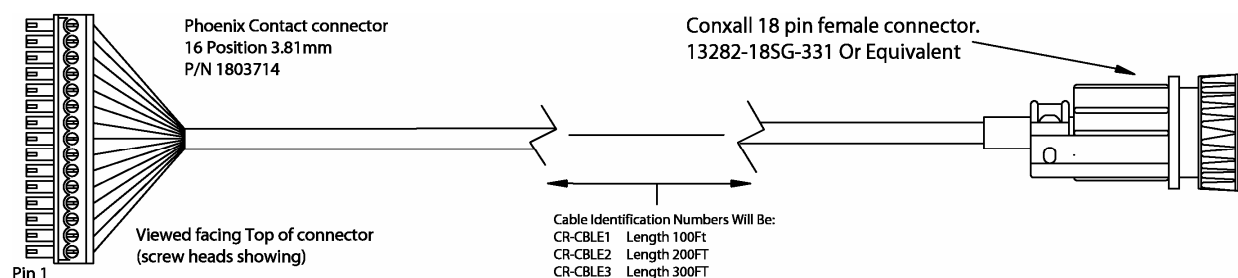 Phoenix Contact connector
16 Position 3.81mm
P/N 1803714
Conxall 18 pin female connector.
13282-18SG-331 Or Equivalent
Viewed facing Top of connector
(screw heads showing)
Pin 1
Cable Identification Numbers Will Be:
CR-CBLE1 Length 100Ft
CR-CBLE2 Length 200FT
CR-CBLE3 Length 300FT